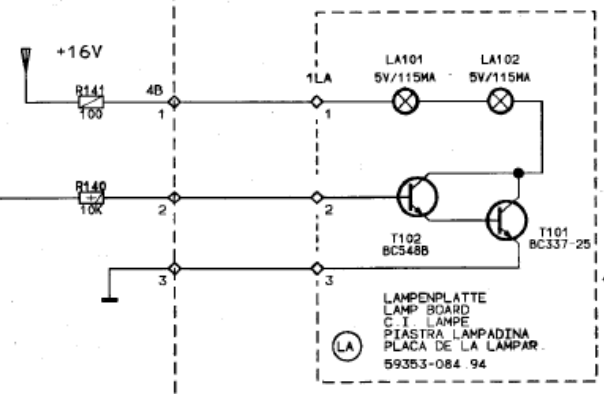 +16V
LA101
LA102
5V/115MA
5V/115MA
R141
4B
1LA
100
1
1
R140
10K
2
2
T102
BC548B
T101
BC337-25
3
3
LAMPENPLATTE
LAMP BOARD
C.I. LAMPE
PIASTRA LAMPADINA
PLACA DE LA LAMPAR.
LA
59353-084.94